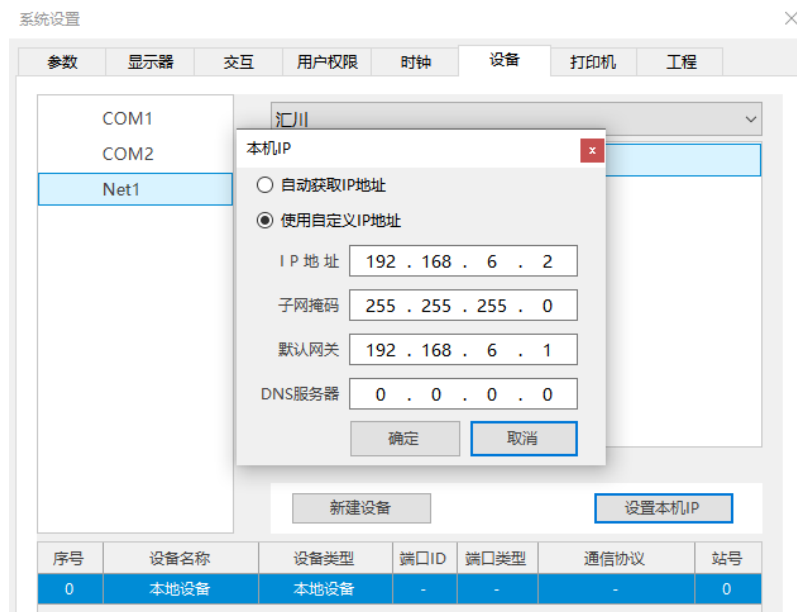 系统设置
参数 显示器 交互 用户权限 时钟 设备 打印机 工程
COM1
COM2
Net1
汇川
本机IP
x
自动获取IP地址
使用自定义IP地址
IP地址 192 . 168 . 6 . 2
子网掩码 255 . 255 . 255 . 0
默认网关 192 . 168 . 6 . 1
DNS服务器 0 . 0 . 0 . 0
确定 取消
新建设备 设置本机IP
序号 设备名称 设备类型 端口ID 端口类型 通信协议 站号
0 本地设备 本地设备 - - - 0